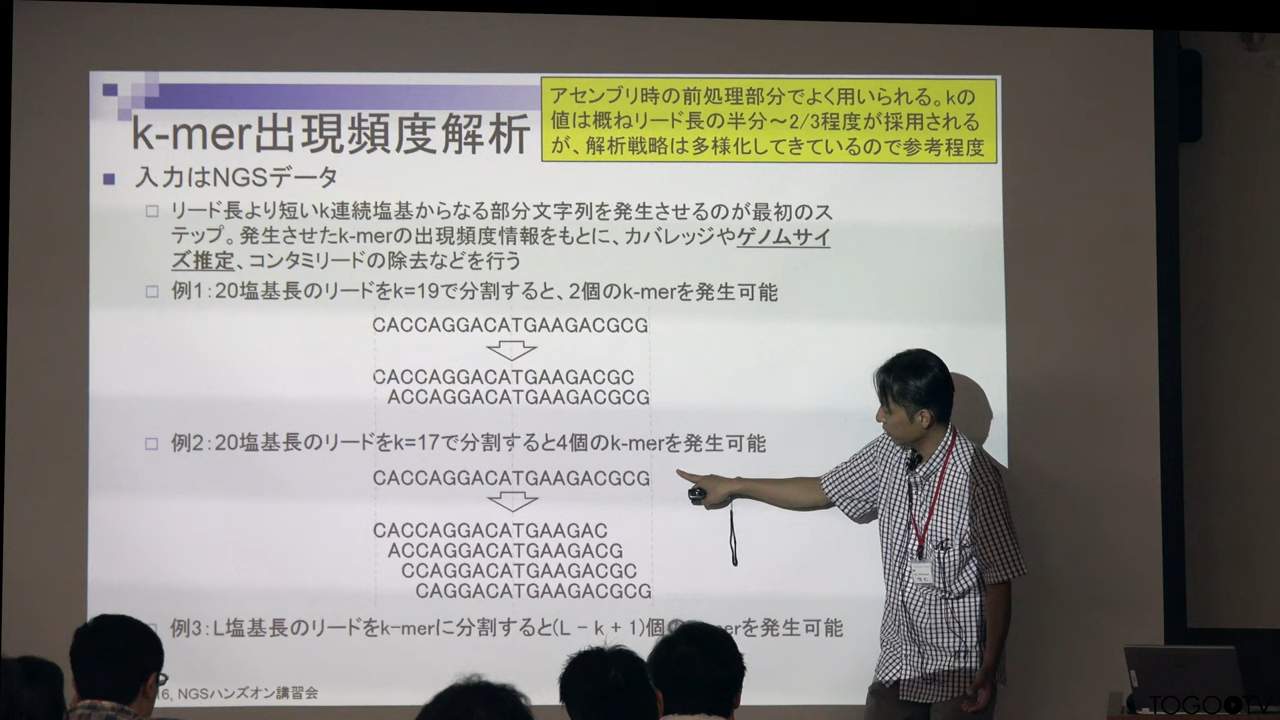 アセンブリ時の前処理部分でよく用いられる。kの
値は概ねリード長の半分～2/3程度が採用される
が、解析戦略は多様化してきているので参考程度
k-mer出現頻度解析
入力はNGSデータ
リード長より短いk連続塩基からなる部分文字列を発生させるのが最初のス
テップ。発生させたk-merの出現頻度情報をもとに、カバレッジやゲノムサイ
ズ推定、コンタミリードの除去などを行う
例1：20塩基長のリードをk=19で分割すると、2個のk-merを発生可能
CACCAGGACATGAAGACGCG
CACCAGGACATGAAGACGC
ACCAGGACATGAAGACGCG
例2：20塩基長のリードをk=17で分割すると4個のk-merを発生可能
CACCAGGACATGAAGACGCG
CACCAGGACATGAAGAC
ACCAGGACATGAAGACG
CCAGGACATGAAGACGC
CAGGACATGAAGACGCG
例3：L塩基長のリードをk-merに分割すると(L - k + 1)個の merを発生可能
16, NGSハンズオン講習会
TOGOTV